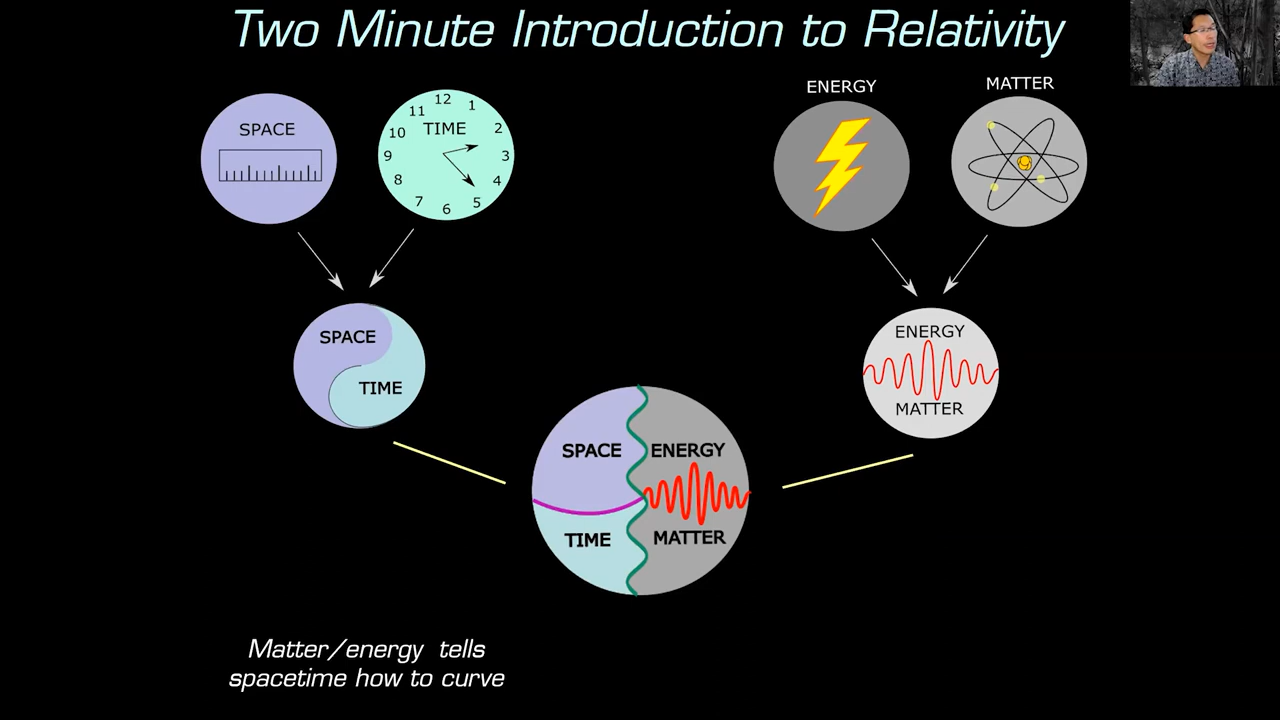 Two Minute Introduction to Relativity
SPACE
TIME
12
1
2
3
4
5
6
7
8
9
10
11
ENERGY
MATTER
SPACE
TIME
ENERGY
MATTER
SPACE
TIME
ENERGY
MATTER
Matter/energy tells
spacetime how to curve